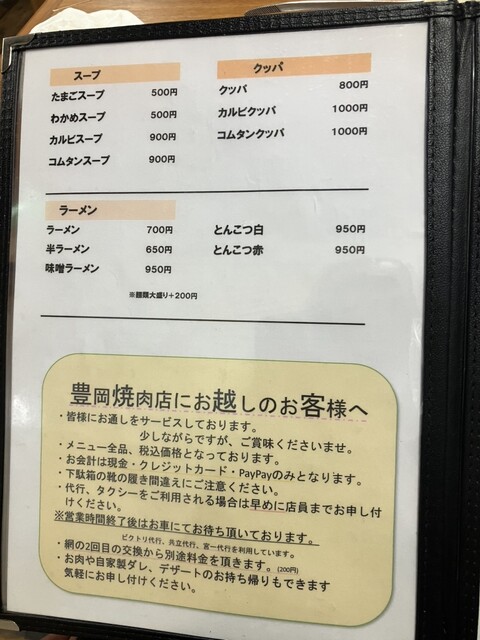 スープ
たまごスープ 500円
わかめスープ 500円
カルビスープ 900円
コムタンスープ 900円
クッパ
クッパ 800円
カルビクッパ 1000円
コムタンクッパ 1000円
ラーメン
ラーメン 700円
半ラーメン 650円
味噌ラーメン 950円
とんこつ白 950円
とんこつ赤 950円
※麺類大盛り+200円
豊岡焼肉店にお越しのお客様へ
・皆様にお通しをサービスしております。
少しながらですが、ご賞味くださいませ。
・メニュー全品、税込価格となっております。
・お会計は現金・クレジットカード・PayPayのみとなります。
・下駄箱の靴の履き間違えにご注意ください。
・代行、タクシーをご利用される場合は早めに店員までお申し付
けください。
※営業時間終了後はお車にてお待ち頂いております。
ビクトリ代行、共立代行、宮一代行を利用しています。
・網の2回目の交換から別途料金を頂きます。(200円)
・お肉や自家製ダレ、デザートのお持ち帰りもできます
気軽にお申し付けください。